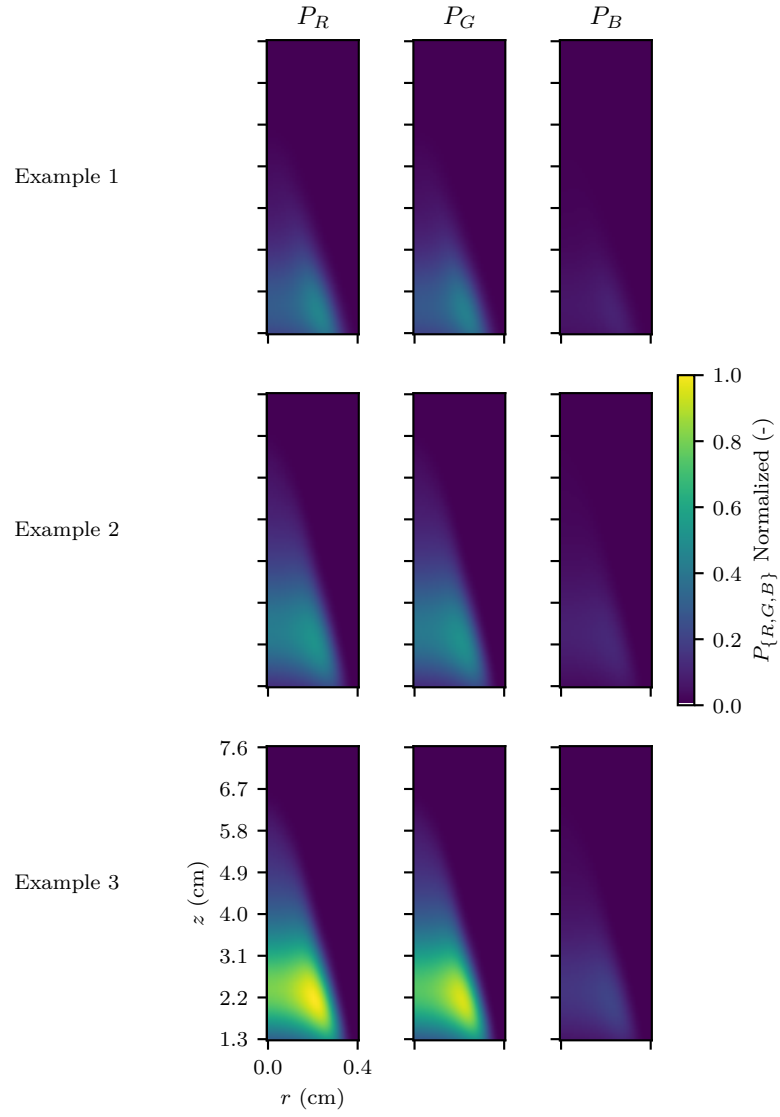 P_R P_G P_B
Example 1
Example 2
1.0
0.8
0.6
0.4
0.2
0.0
P_{R,G,B} Normalized (-)
Example 3
7.6
6.7
5.8
4.9
4.0
3.1
2.2
1.3
z (cm)
0.0 0.4
r (cm)